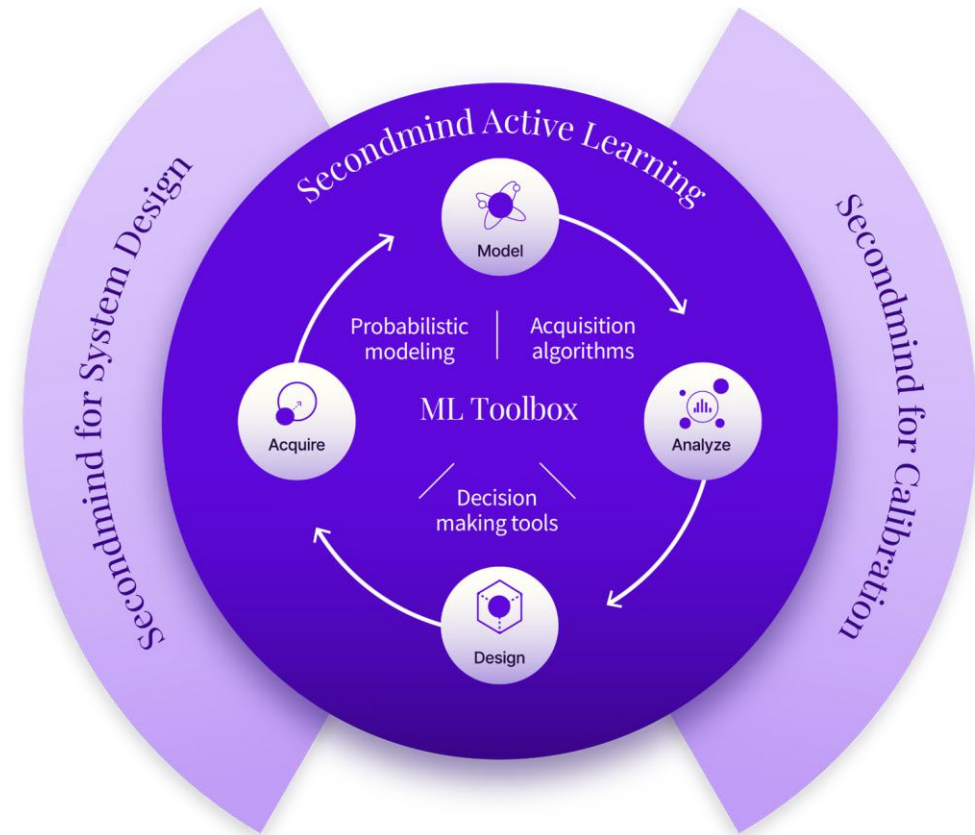 Secondmind Active Learning
Secondmind for System Design
Secondmind for Calibration
Model
Probabilistic
modeling
Acquisition
algorithms
Acquire
ML Toolbox
Analyze
Decision
making tools
Design